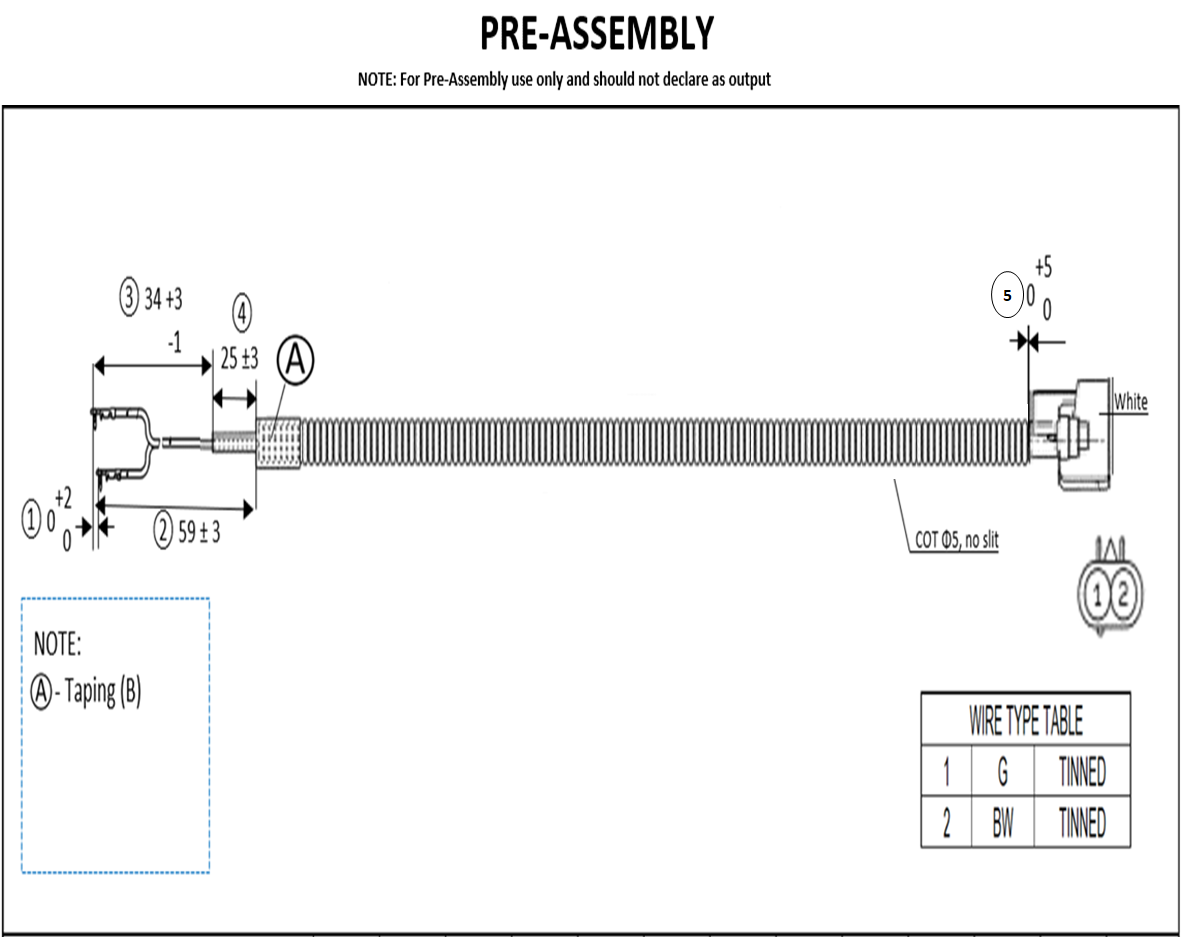 PRE-ASSEMBLY
NOTE: For Pre-Assembly use only and should not declare as output
③ 34 +3
-1
④
25 ±3
A
5 0 +5
0
White
① 0 +2
0
② 59 ± 3
COT Φ5, no slit
1 2
NOTE:
Ⓐ - Taping (B)
WIRE TYPE TABLE
1 G TINNED
2 BW TINNED